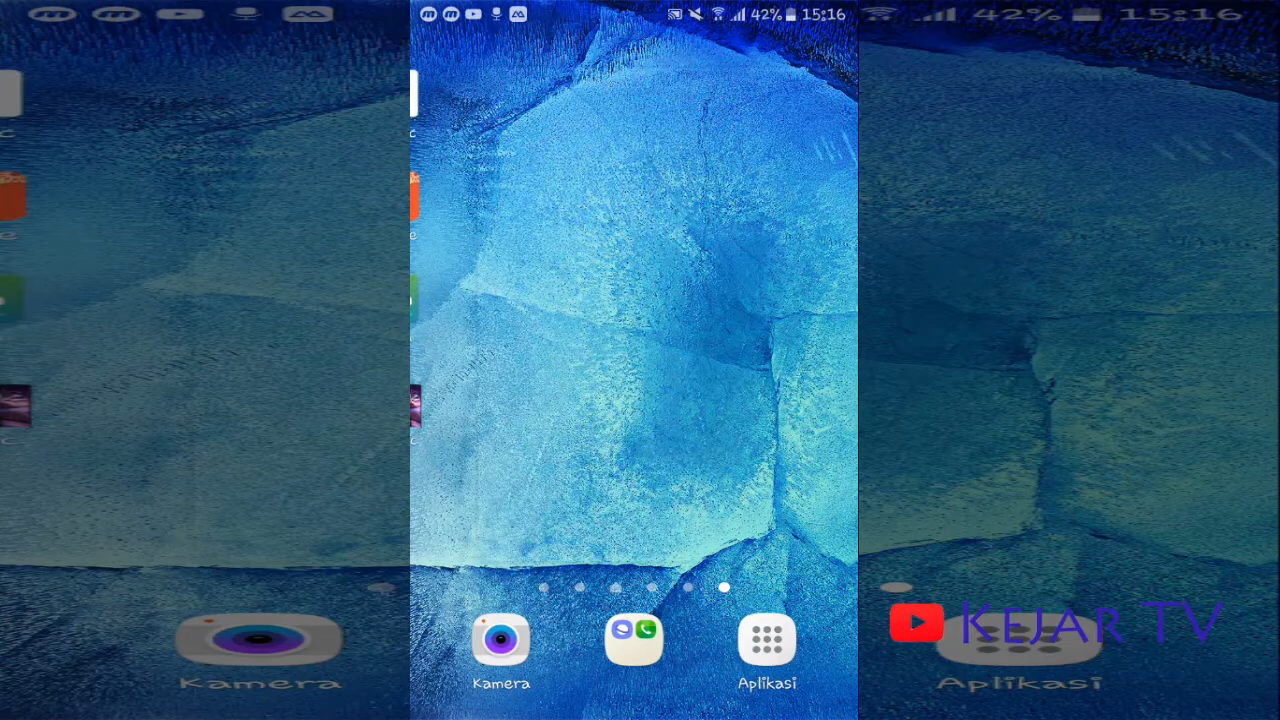 42% 15:16
42% 15:16
c
c
e
e
c
c
KEJAR TV
Kamera
Aplikasi
Kamera
Aplikasi